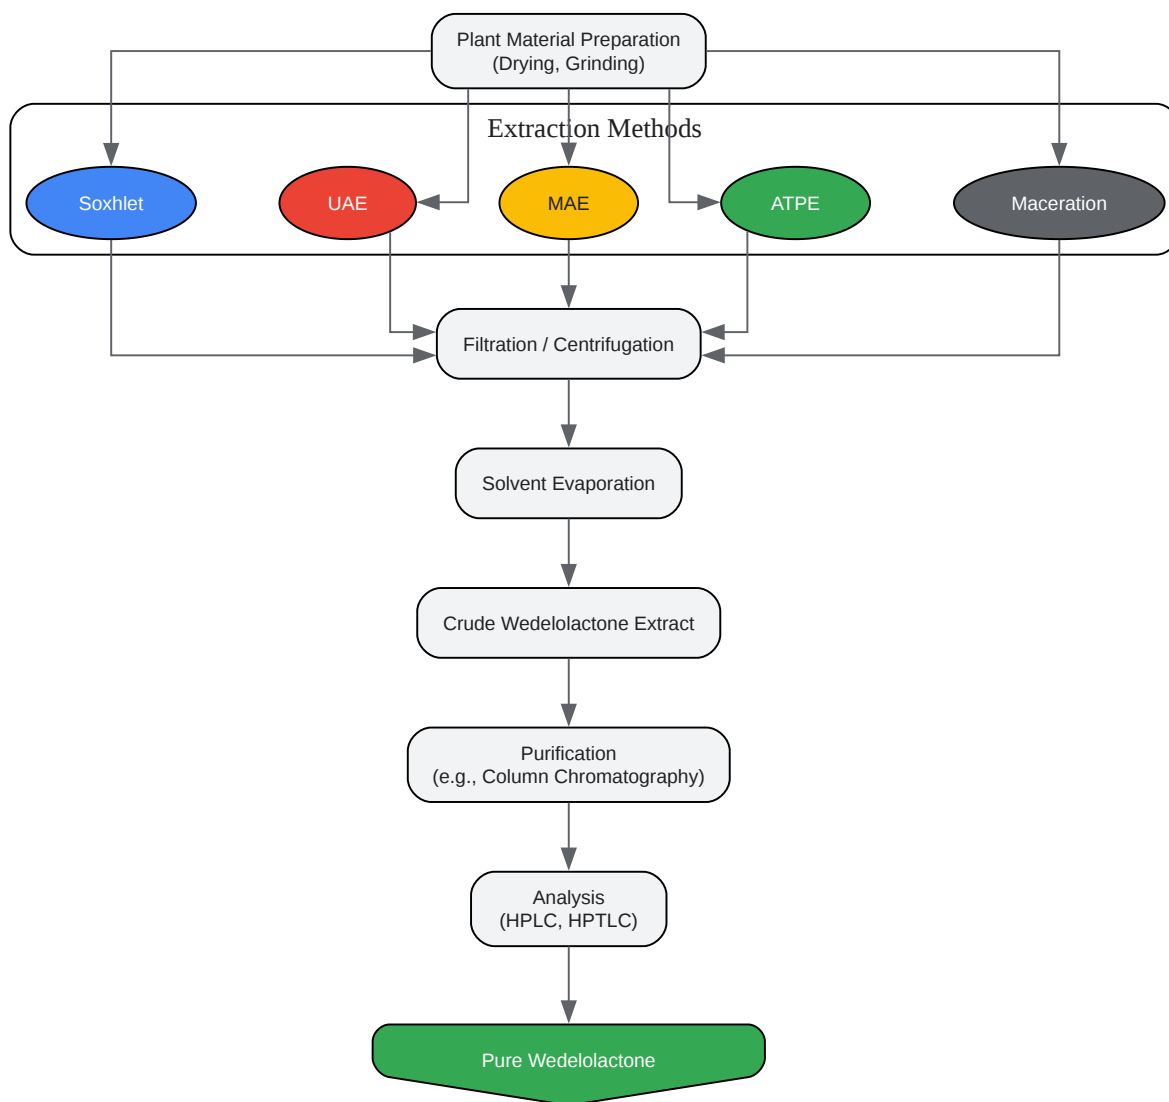 Plant Material Preparation
(Drying, Grinding)
Extraction Methods
Soxhlet
UAE
MAE
ATPE
Maceration
Filtration / Centrifugation
Solvent Evaporation
Crude Wedelolactone Extract
Purification
(e.g., Column Chromatography)
Analysis
(HPLC, HPTLC)
Pure Wedelolactone